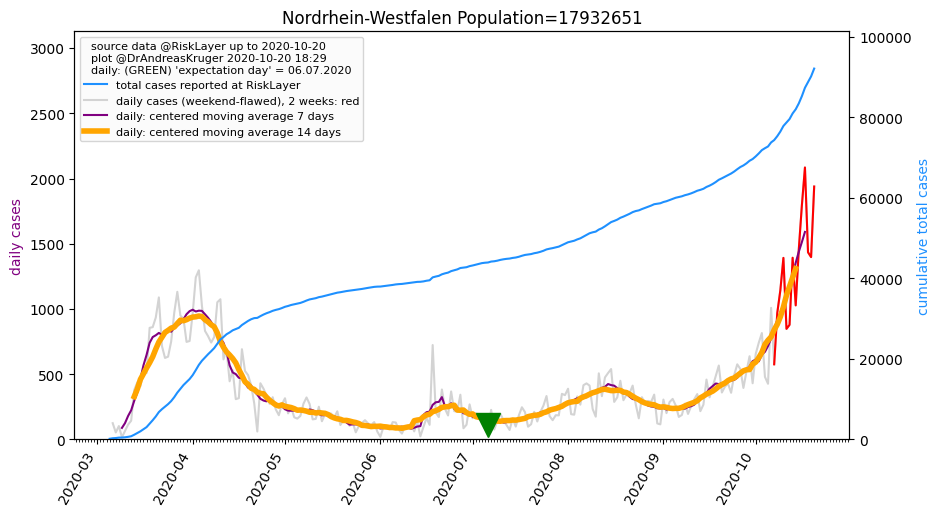 Nordrhein-Westfalen Population=17932651
source data @RiskLayer up to 2020-10-20
plot @DrAndreasKruger 2020-10-20 18:29
daily: (GREEN) 'expectation day' = 06.07.2020
total cases reported at RiskLayer
daily cases (weekend-flawed), 2 weeks: red
daily: centered moving average 7 days
daily: centered moving average 14 days
daily cases
3000
2500
2000
1500
1000
500
0
100000
80000
60000
40000
20000
0
cumulative total cases
2020-03
2020-04
2020-05
2020-06
2020-07
2020-08
2020-09
2020-10